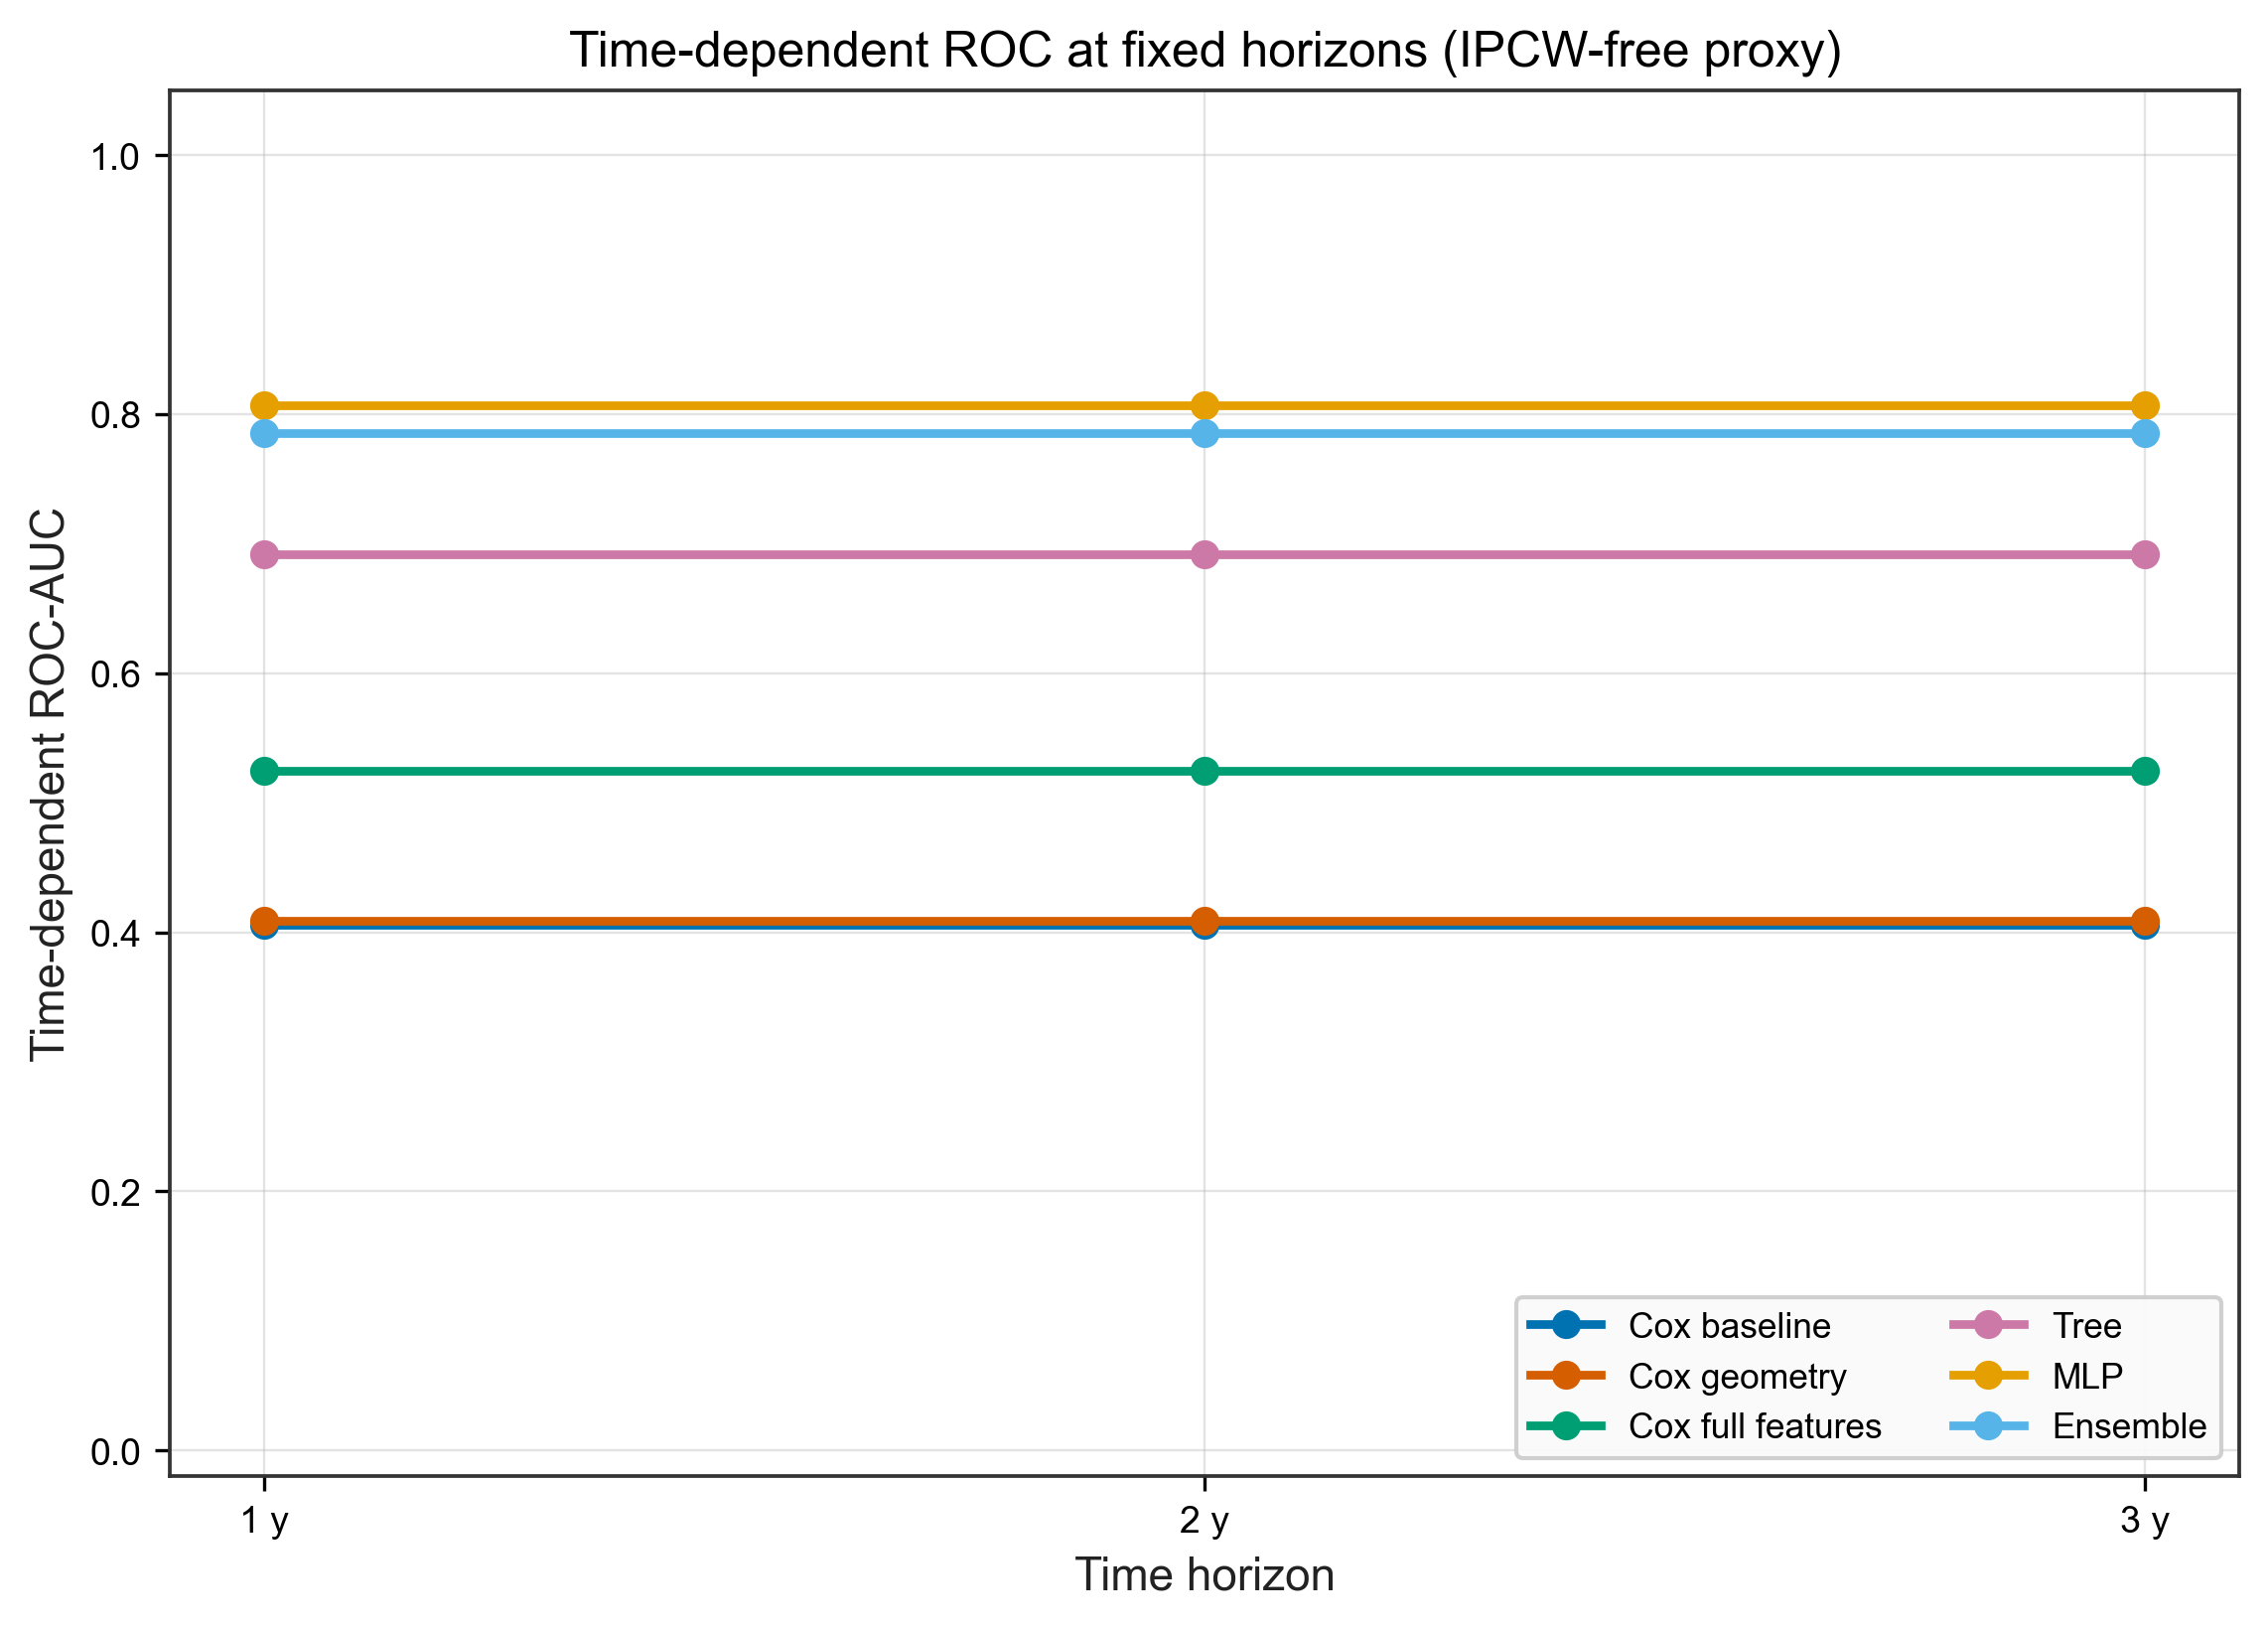 Time-dependent ROC at fixed horizons (IPCW-free proxy)
Time-dependent ROC-AUC
1.0
0.8
0.6
0.4
0.2
0.0
Cox baseline
Cox geometry
Cox full features
Tree
MLP
Ensemble
1 y
2 y
3 y
Time horizon